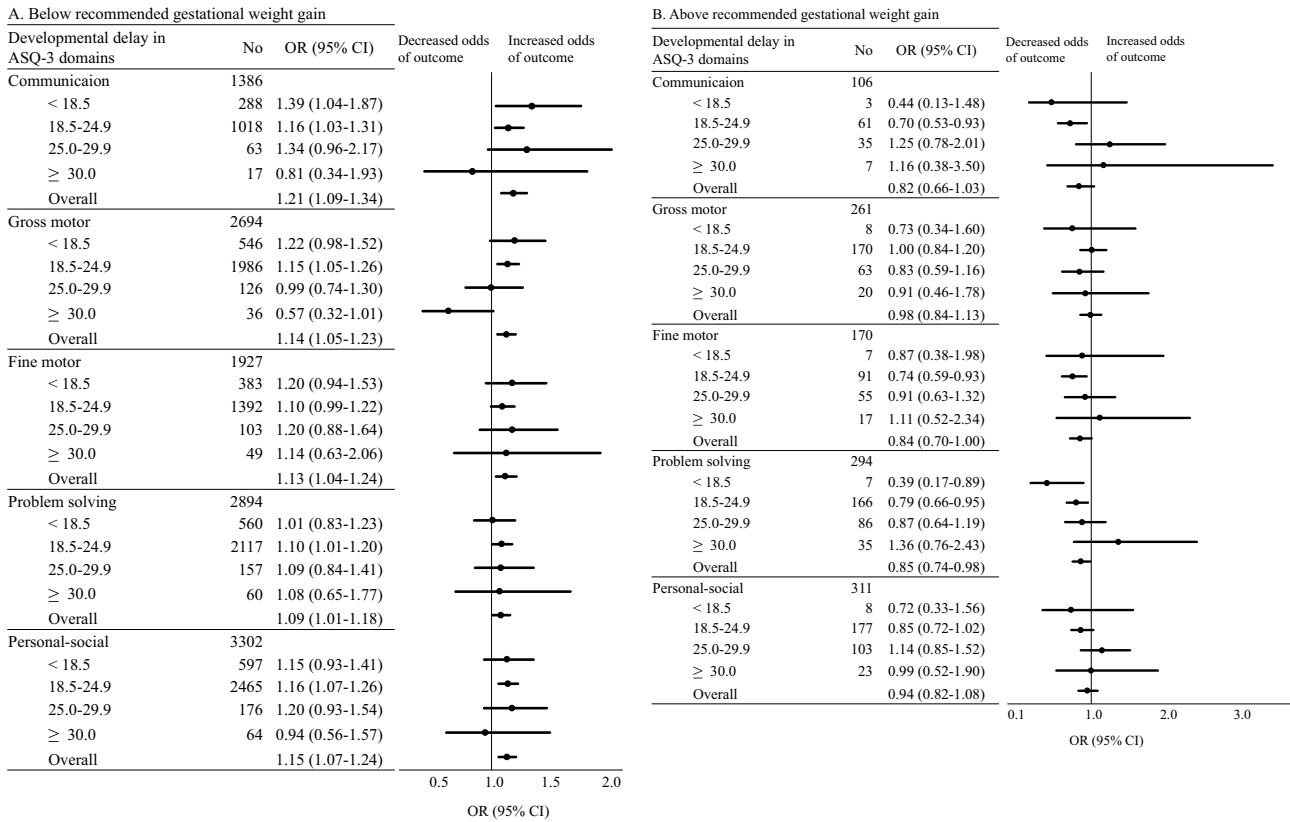 A. Below recommended gestational weight gain
Developmental delay in ASQ-3 domains No OR (95% CI) Decreased odds of outcome Increased odds of outcome
Communicaion 1386
< 18.5 288 1.39 (1.04-1.87)
18.5-24.9 1018 1.16 (1.03-1.31)
25.0-29.9 63 1.34 (0.96-2.17)
≥ 30.0 17 0.81 (0.34-1.93)
Overall 1.21 (1.09-1.34)
Gross motor 2694
< 18.5 546 1.22 (0.98-1.52)
18.5-24.9 1986 1.15 (1.05-1.26)
25.0-29.9 126 0.99 (0.74-1.30)
≥ 30.0 36 0.57 (0.32-1.01)
Overall 1.14 (1.05-1.23)
Fine motor 1927
< 18.5 383 1.20 (0.94-1.53)
18.5-24.9 1392 1.10 (0.99-1.22)
25.0-29.9 103 1.20 (0.88-1.64)
≥ 30.0 49 1.14 (0.63-2.06)
Overall 1.13 (1.04-1.24)
Problem solving 2894
< 18.5 560 1.01 (0.83-1.23)
18.5-24.9 2117 1.10 (1.01-1.20)
25.0-29.9 157 1.09 (0.84-1.41)
≥ 30.0 60 1.08 (0.65-1.77)
Overall 1.09 (1.01-1.18)
Personal-social 3302
< 18.5 597 1.15 (0.93-1.41)
18.5-24.9 2465 1.16 (1.07-1.26)
25.0-29.9 176 1.20 (0.93-1.54)
≥ 30.0 64 0.94 (0.56-1.57)
Overall 1.15 (1.07-1.24)
0.5 1.0 1.5 2.0
OR (95% CI)
B. Above recommended gestational weight gain
Developmental delay in ASQ-3 domains No OR (95% CI) Decreased odds of outcome Increased odds of outcome
Communicaion 106
< 18.5 3 0.44 (0.13-1.48)
18.5-24.9 61 0.70 (0.53-0.93)
25.0-29.9 35 1.25 (0.78-2.01)
≥ 30.0 7 1.16 (0.38-3.50)
Overall 0.82 (0.66-1.03)
Gross motor 261
< 18.5 8 0.73 (0.34-1.60)
18.5-24.9 170 1.00 (0.84-1.20)
25.0-29.9 63 0.83 (0.59-1.16)
≥ 30.0 20 0.91 (0.46-1.78)
Overall 0.98 (0.84-1.13)
Fine motor 170
< 18.5 7 0.87 (0.38-1.98)
18.5-24.9 91 0.74 (0.59-0.93)
25.0-29.9 55 0.91 (0.63-1.32)
≥ 30.0 17 1.11 (0.52-2.34)
Overall 0.84 (0.70-1.00)
Problem solving 294
< 18.5 7 0.39 (0.17-0.89)
18.5-24.9 166 0.79 (0.66-0.95)
25.0-29.9 86 0.87 (0.64-1.19)
≥ 30.0 35 1.36 (0.76-2.43)
Overall 0.85 (0.74-0.98)
Personal-social 311
< 18.5 8 0.72 (0.33-1.56)
18.5-24.9 177 0.85 (0.72-1.02)
25.0-29.9 103 1.14 (0.85-1.52)
≥ 30.0 23 0.99 (0.52-1.90)
Overall 0.94 (0.82-1.08)
0.1 1.0 2.0 3.0
OR (95% CI)